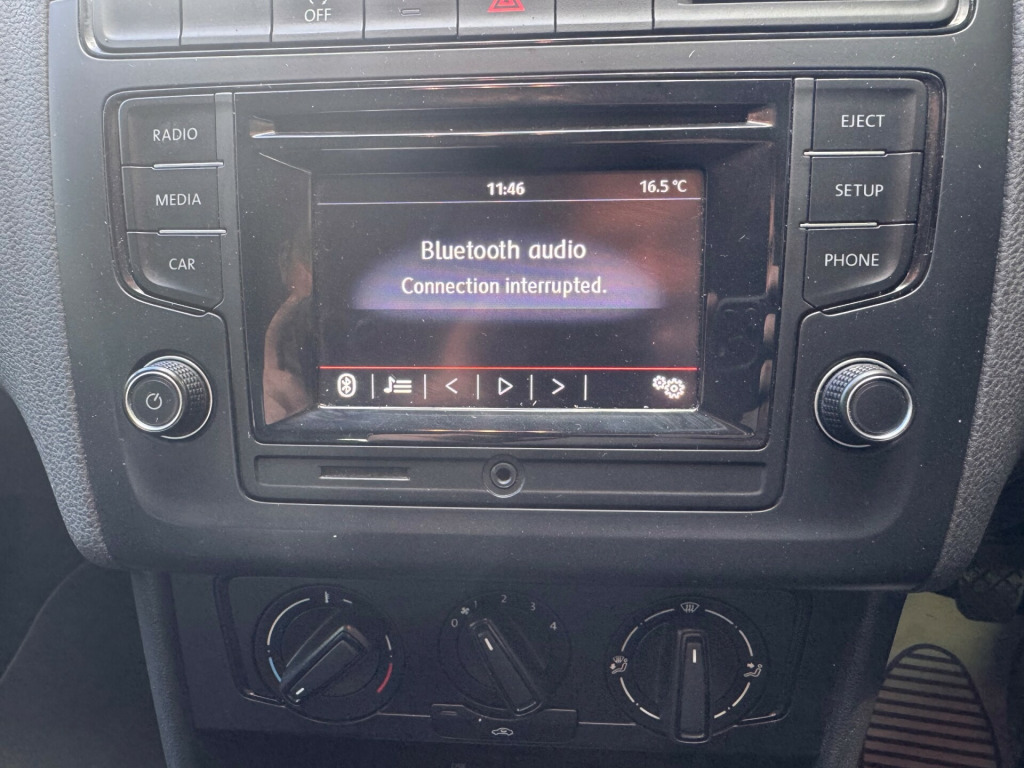 OFF
RADIO
MEDIA
CAR
11:46
16.5 °C
Bluetooth audio
Connection interrupted.
EJECT
SETUP
PHONE
0 1 2 3 4